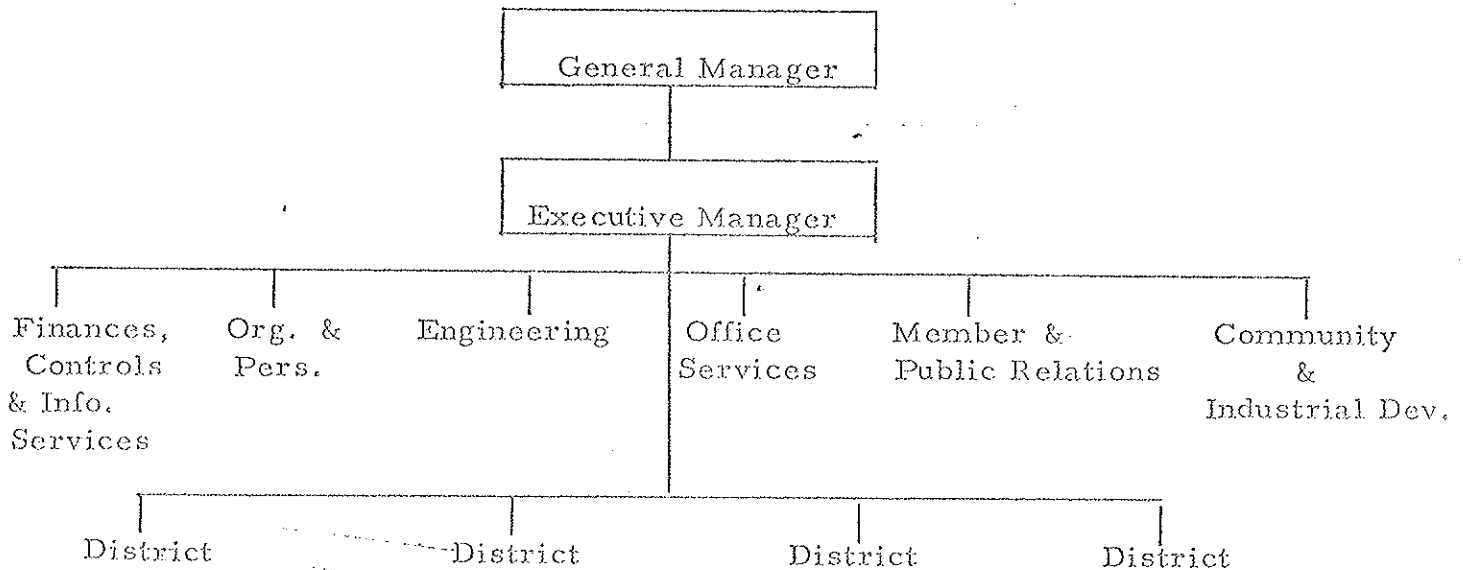 General Manager
Executive Manager
Finances,
Controls
& Info.
Services
Org. &
Pers.
Engineering
Office
Services
Member &
Public Relations
Community
&
Industrial Dev.
District
District
District
District